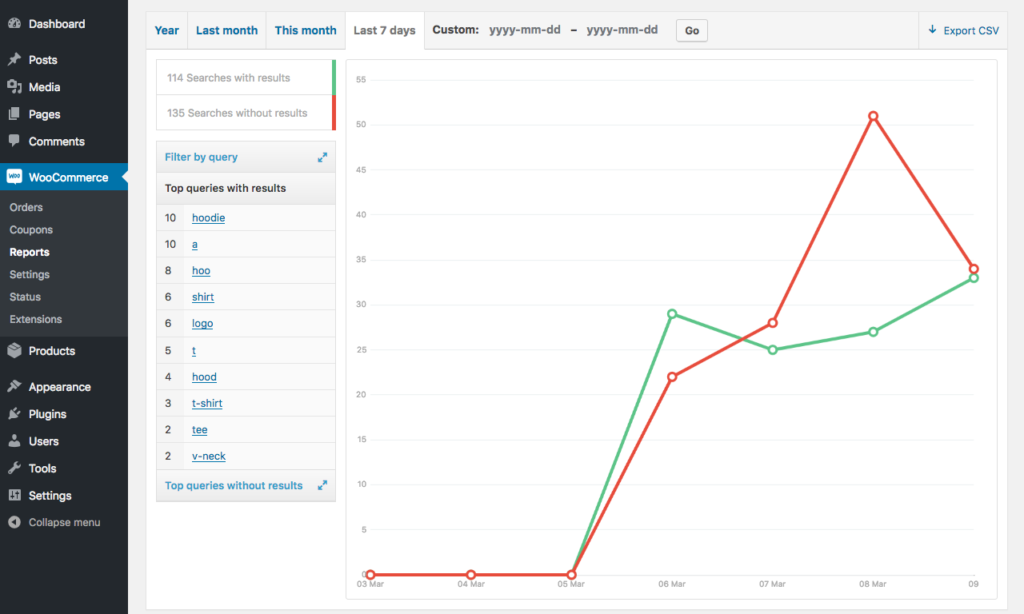 Dashboard
Posts
Media
Pages
Comments
WOO WooCommerce
Orders
Coupons
Reports
Settings
Status
Extensions
Products
Appearance
Plugins
Users
Tools
Settings
Collapse menu
Year Last month This month Last 7 days Custom: yyyy-mm-dd – yyyy-mm-dd Go Export CSV
114 Searches with results
135 Searches without results
Filter by query
Top queries with results
10 hoodie
10 a
8 hoo
6 shirt
6 logo
5 t
4 hood
3 t-shirt
2 tee
2 v-neck
Top queries without results
55
50
45
40
35
30
25
20
15
10
5
0
03 Mar 04 Mar 05 Mar 06 Mar 07 Mar 08 Mar 09